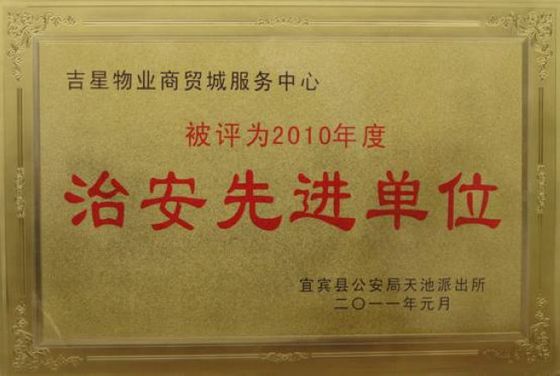 吉星物业商贸城服务中心
被评为2010年度
治安先进单位
宜宾县公安局天池派出所
二〇一一年元月